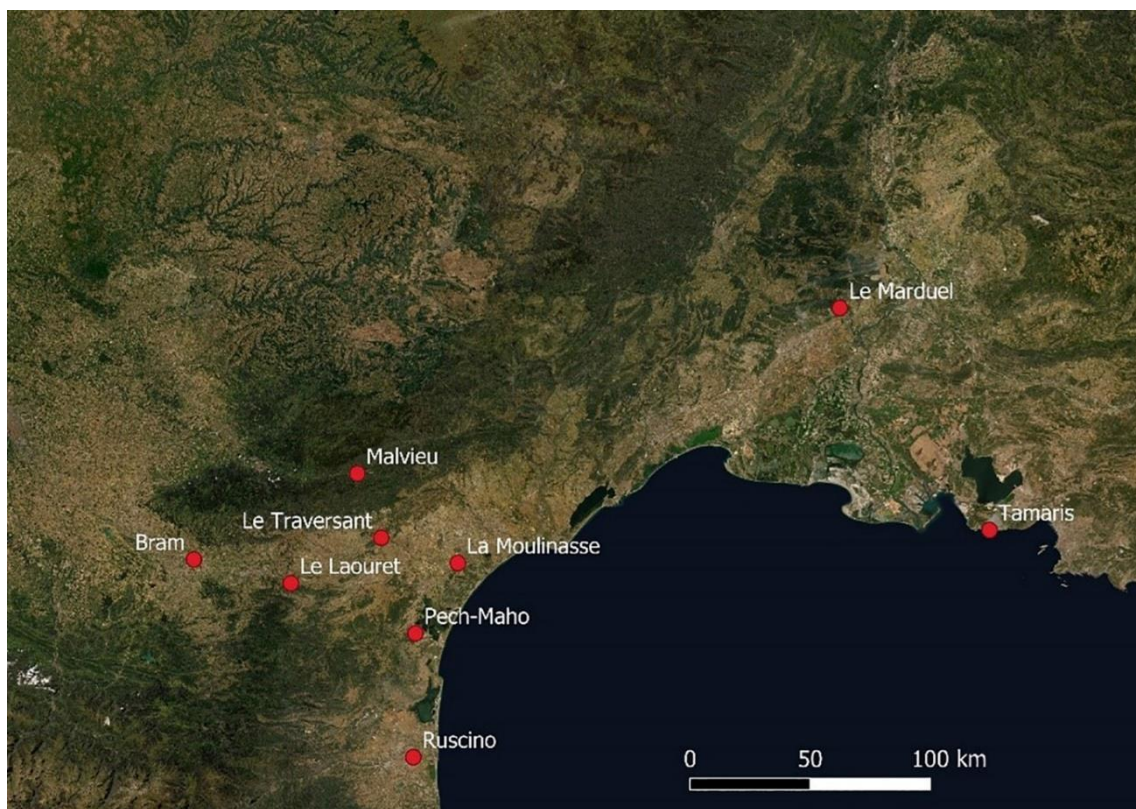 Le Marduel
Malvieu
Le Traversant
Tamaris
Bram
La Moulinasse
Le Laouret
Pech-Maho
Ruscino
0 50 100 km